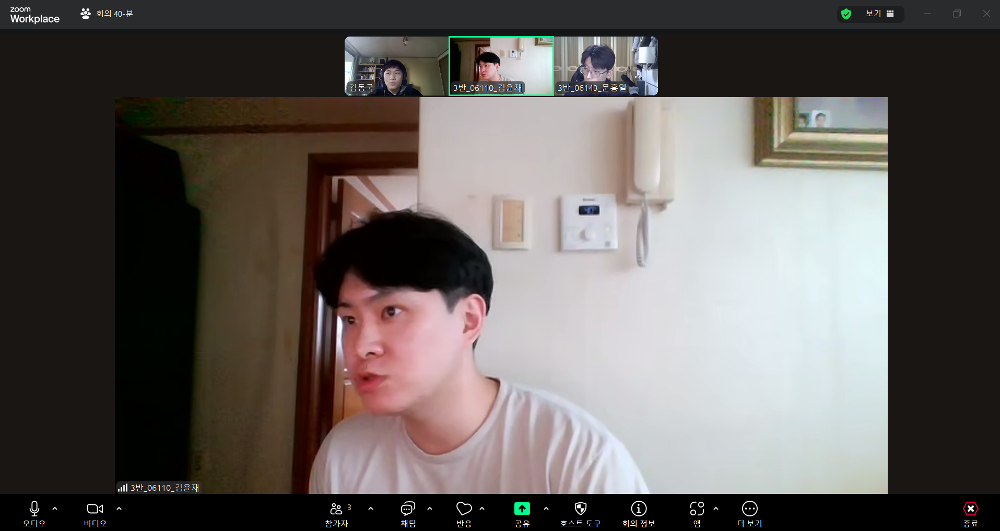 zoom
Workplace
회의 40-분
보기
김동국
3반_06110_김윤재
3반_06143_문홍일
3반_06110_김윤재
오디오
비디오
참가자
3
채팅
반응
공유
호스트 도구
회의 정보
앱
더 보기
종료